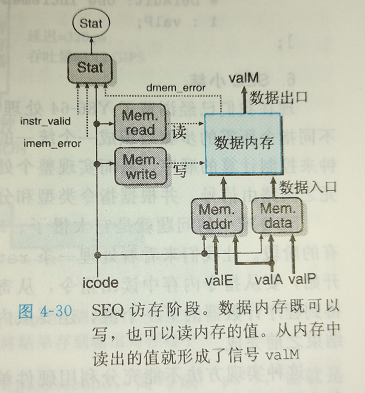 Stat
Stat
valM
dmem_error
数据出口
instr_valid
imem_error
Mem.
read
读
数据内存
Mem.
write
写
数据入口
Mem.
addr
Mem.
data
icode
valE
valA
valP
图 4-30 SEQ 访存阶段。数据内存既可以
写，也可以读内存的值。从内存中
读出的值就形成了信号 valM